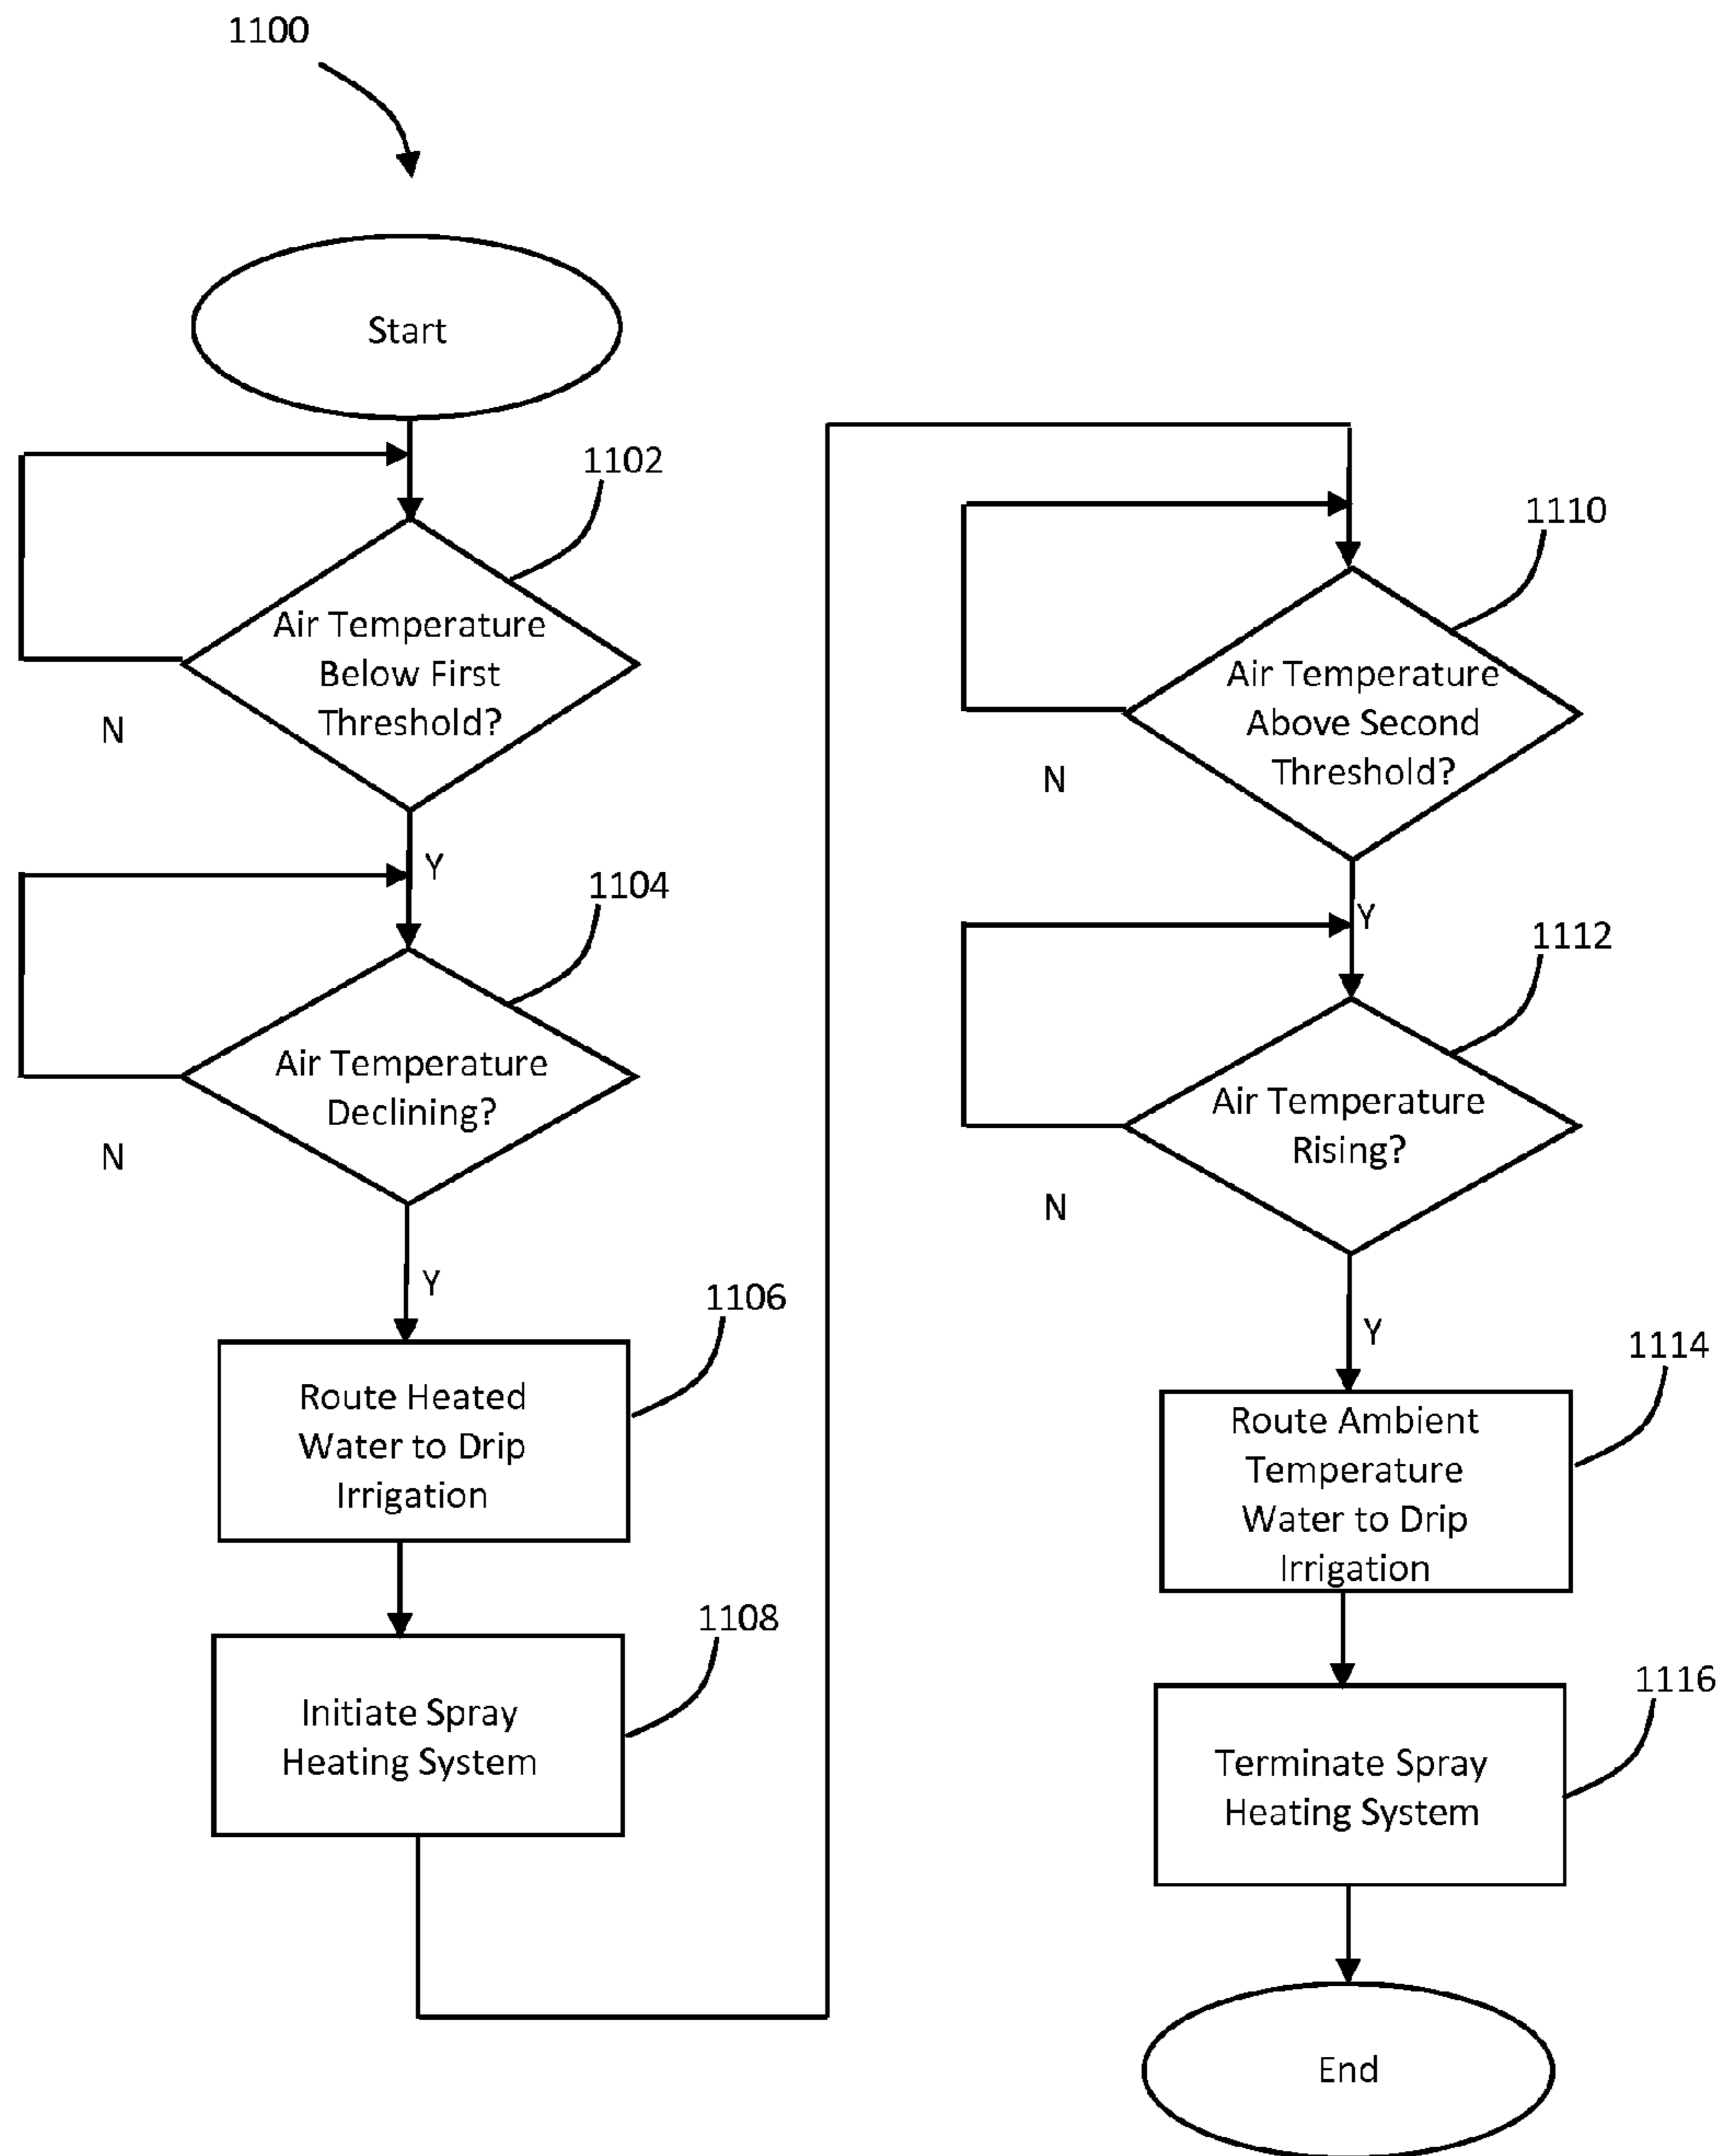 1100
Start
1102
Air Temperature
Below First
Threshold?
N
Y
1104
Air Temperature
Declining?
N
Y
1106
Route Heated
Water to Drip
Irrigation
1108
Initiate Spray
Heating System
1110
Air Temperature
Above Second
Threshold?
N
Y
1112
Air Temperature
Rising?
N
Y
1114
Route Ambient
Temperature
Water to Drip
Irrigation
1116
Terminate Spray
Heating System
End